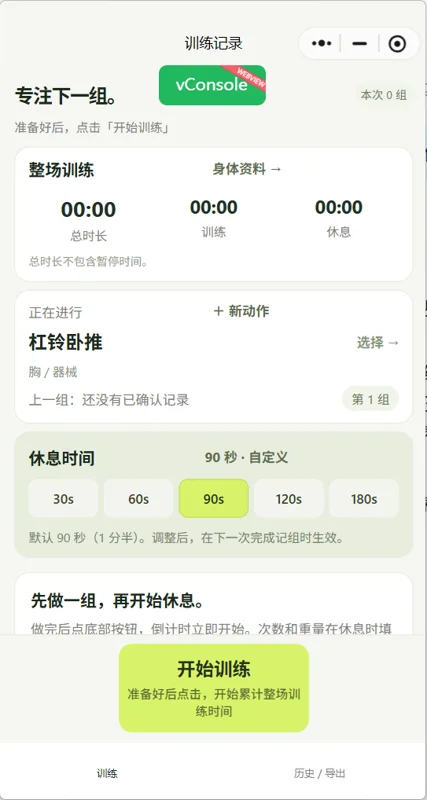 训练记录
vConsole
WEBVIEW
专注下一组。
本次 0 组
准备好后，点击「开始训练」
整场训练
身体资料 →
00:00 00:00 00:00
总时长 训练 休息
总时长不包含暂停时间。
正在进行
＋ 新动作
杠铃卧推
选择 →
胸 / 器械
上一组：还没有已确认记录
第 1 组
休息时间
90 秒 · 自定义
30s 60s 90s 120s 180s
默认 90 秒（1 分半）。调整后，在下一次完成记组时生效。
先做一组，再开始休息。
做完后点底部按钮，倒计时立即开始。次数和重量在休息时填
开始训练
准备好后点击，开始累计整场训
练时间
训练
历史 / 导出